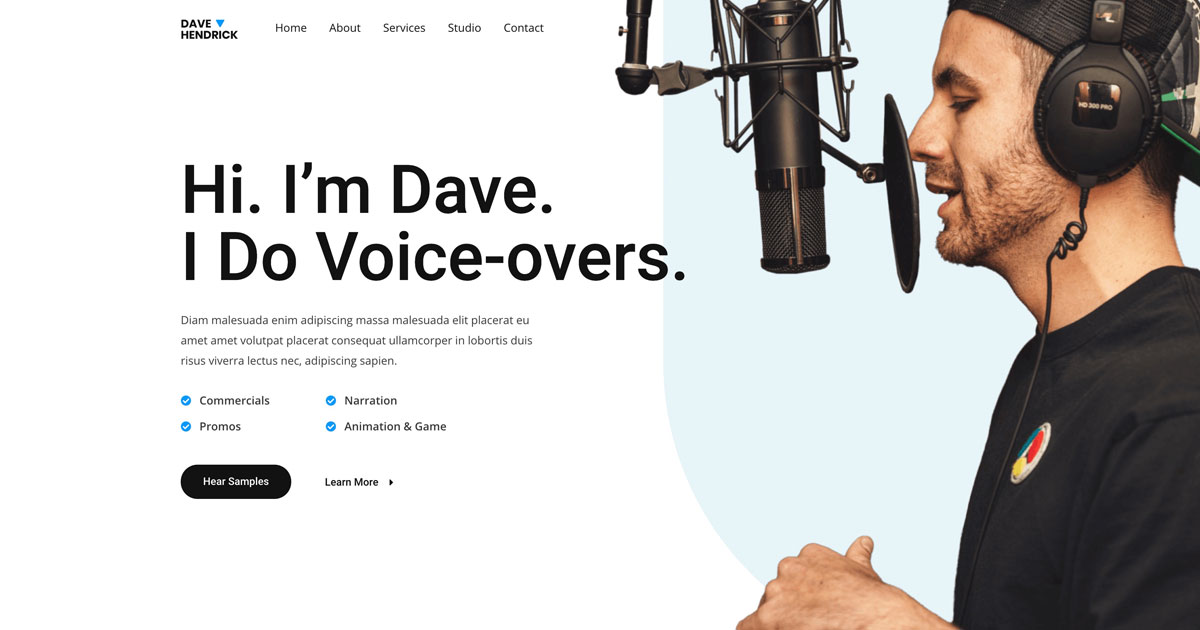 DAVE
HENDRICK
Home About Services Studio Contact
Hi. I’m Dave.
I Do Voice-overs.
Diam malesuada enim adipiscing massa malesuada elit placerat eu
amet amet volutpat placerat consequat ullamcorper in lobortis duis
risus viverra lectus nec, adipiscing sapien.
Commercials Narration
Promos Animation & Game
Hear Samples Learn More
HD 300 PRO